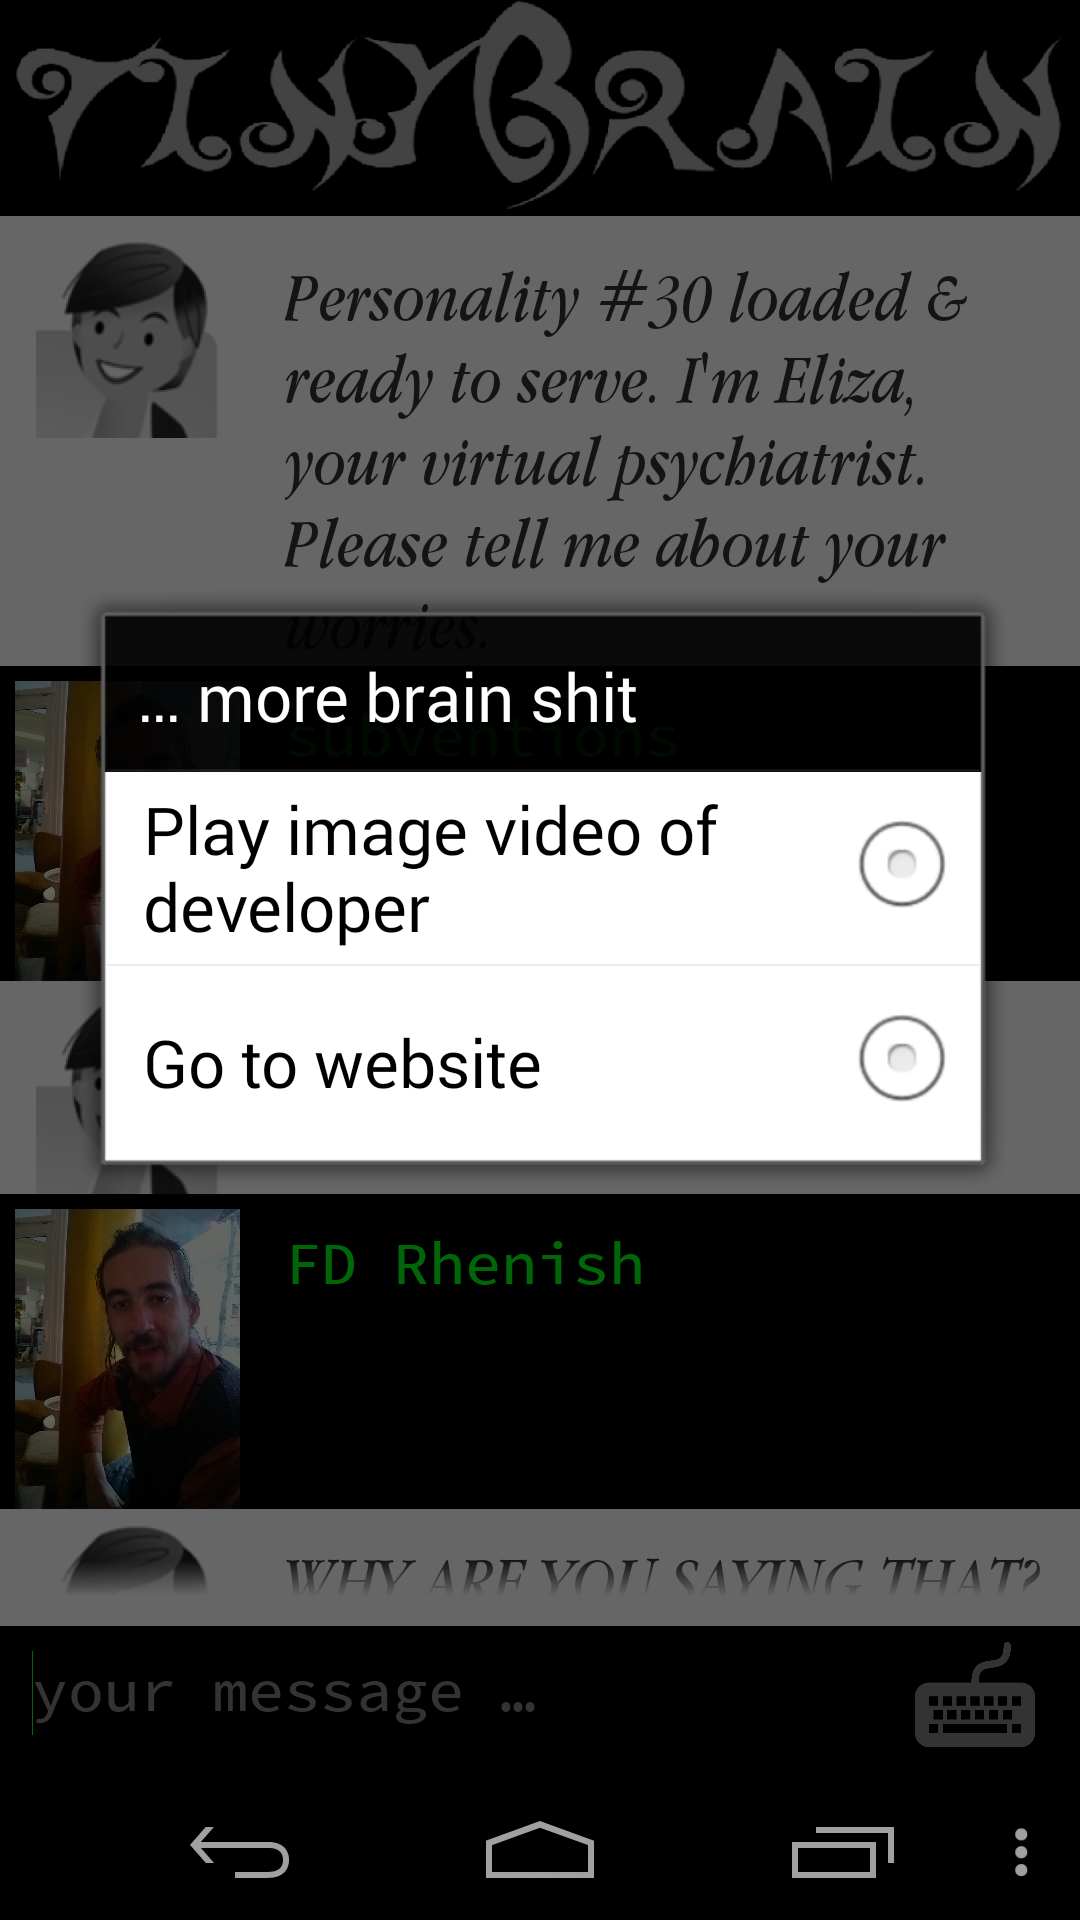 TINYBRAIN
Personality #30 loaded &
ready to serve. I'm Eliza,
your virtual psychiatrist.
Please tell me about your
worries.
… more brain shit
subventions
Play image video of
developer
Go to website
FD Rhenish
WHY ARE YOU SAYING THAT?
your message …